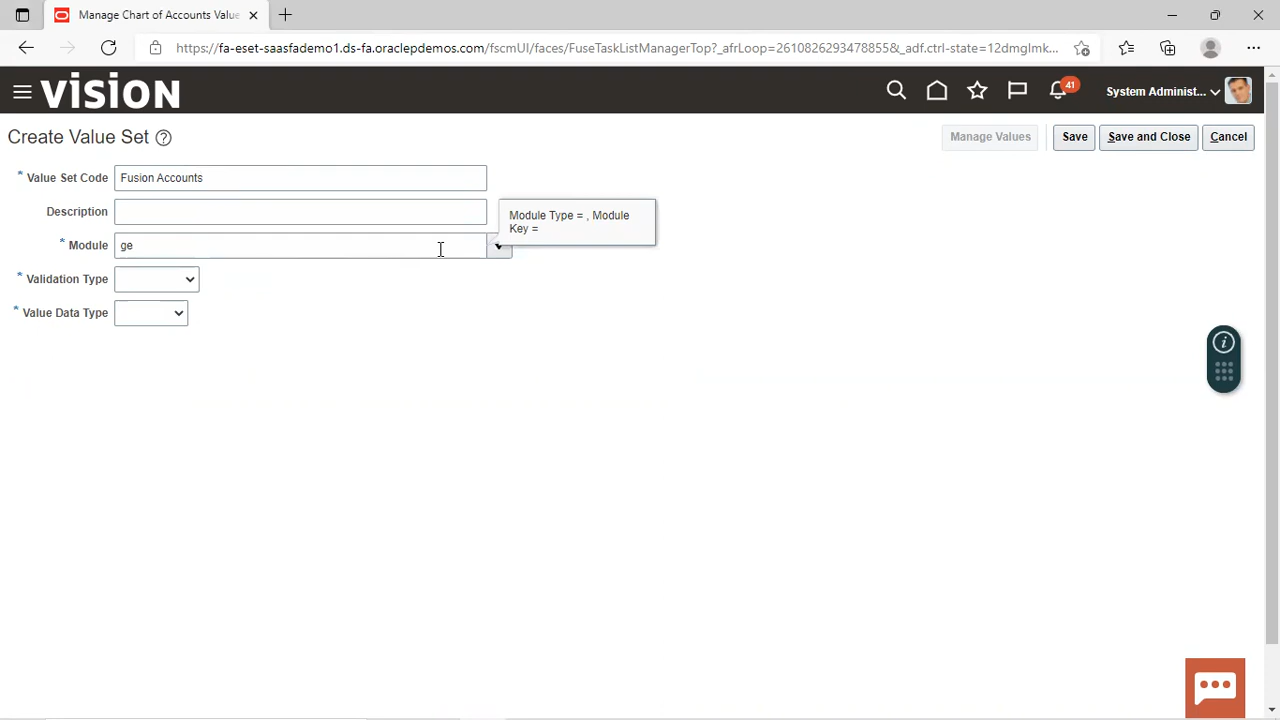 Manage Chart of Accounts Value
https://fa-eset-saasfademo1.ds-fa.oraclepdemos.com/fscmUI/faces/FuseTaskListManagerTop?_afrLoop=26108262934788855&_adf.ctrl-state=12dmglmk...
vision
41
System Administ...
Create Value Set
Manage Values
Save
Save and Close
Cancel
* Value Set Code Fusion Accounts
Description
Module Type = , Module
Key =
* Module ge
* Validation Type
* Value Data Type